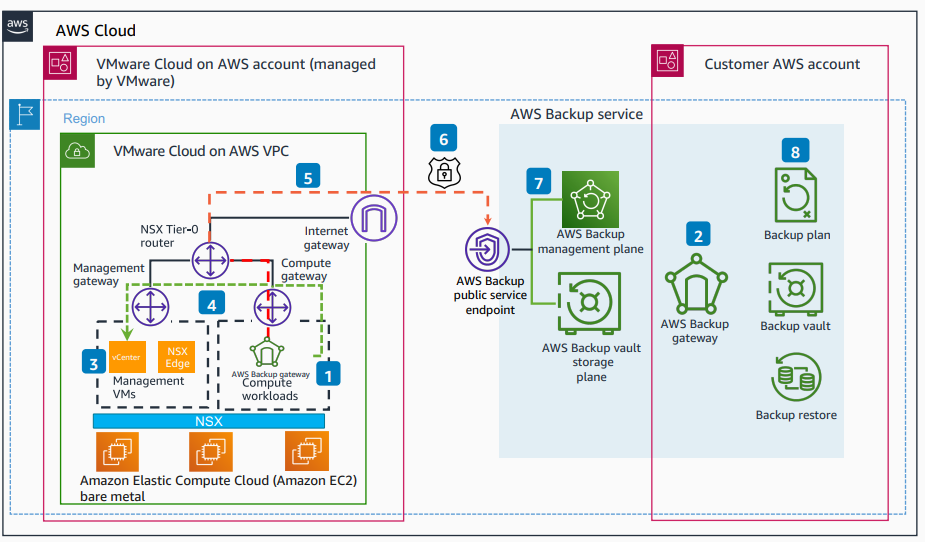 aws
AWS Cloud
VMware Cloud on AWS account (managed
by VMware)
Customer AWS account
Region
AWS Backup service
VMware Cloud on AWS VPC
6
8
5
7
NSX Tier-0
router
Internet
gateway
AWS Backup
management plane
2
Backup plan
Management
gateway
Compute
gateway
AWS Backup
public service
endpoint
4
AWS Backup
gateway
Backup vault
3
vCenter
NSX
Edge
Management
VMs
AWS Backup gateway
Compute
workloads
1
AWS Backup vault
storage
plane
Backup restore
NSX
Amazon Elastic Compute Cloud (Amazon EC2)
bare metal